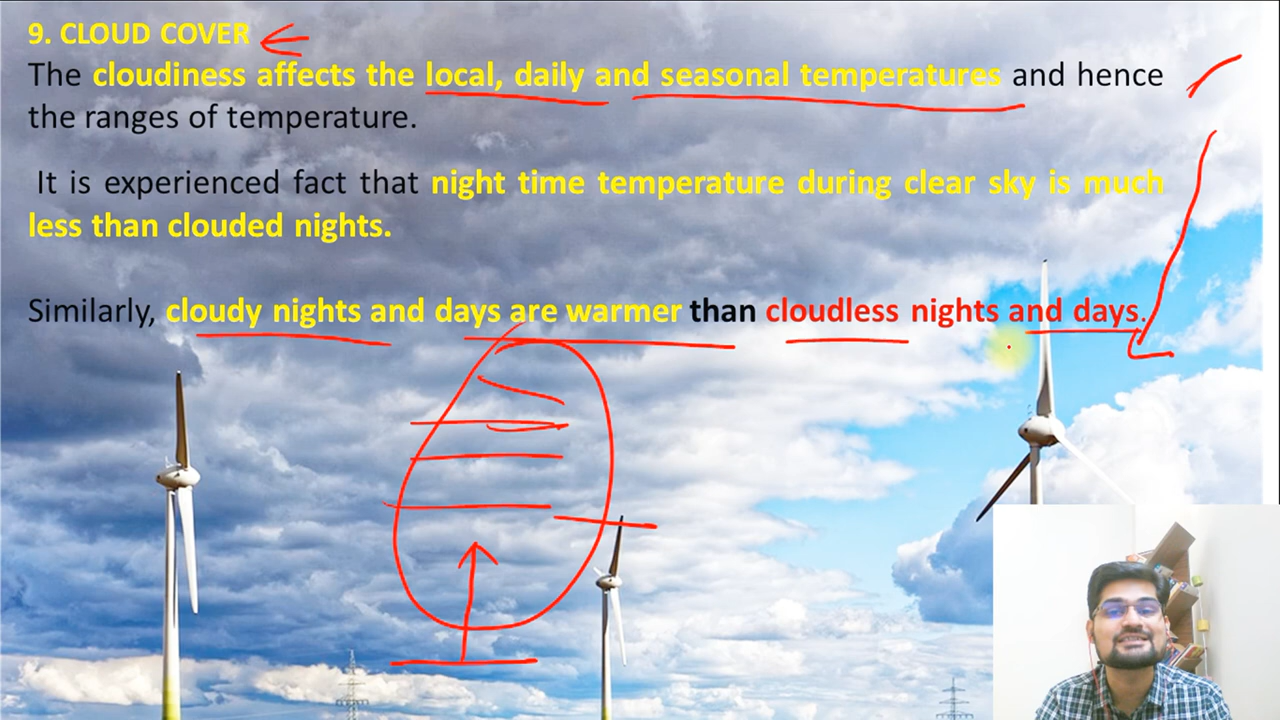 9. CLOUD COVER
The cloudiness affects the local, daily and seasonal temperatures and hence
the ranges of temperature.
It is experienced fact that night time temperature during clear sky is much
less than clouded nights.
Similarly, cloudy nights and days are warmer than cloudless nights and days.